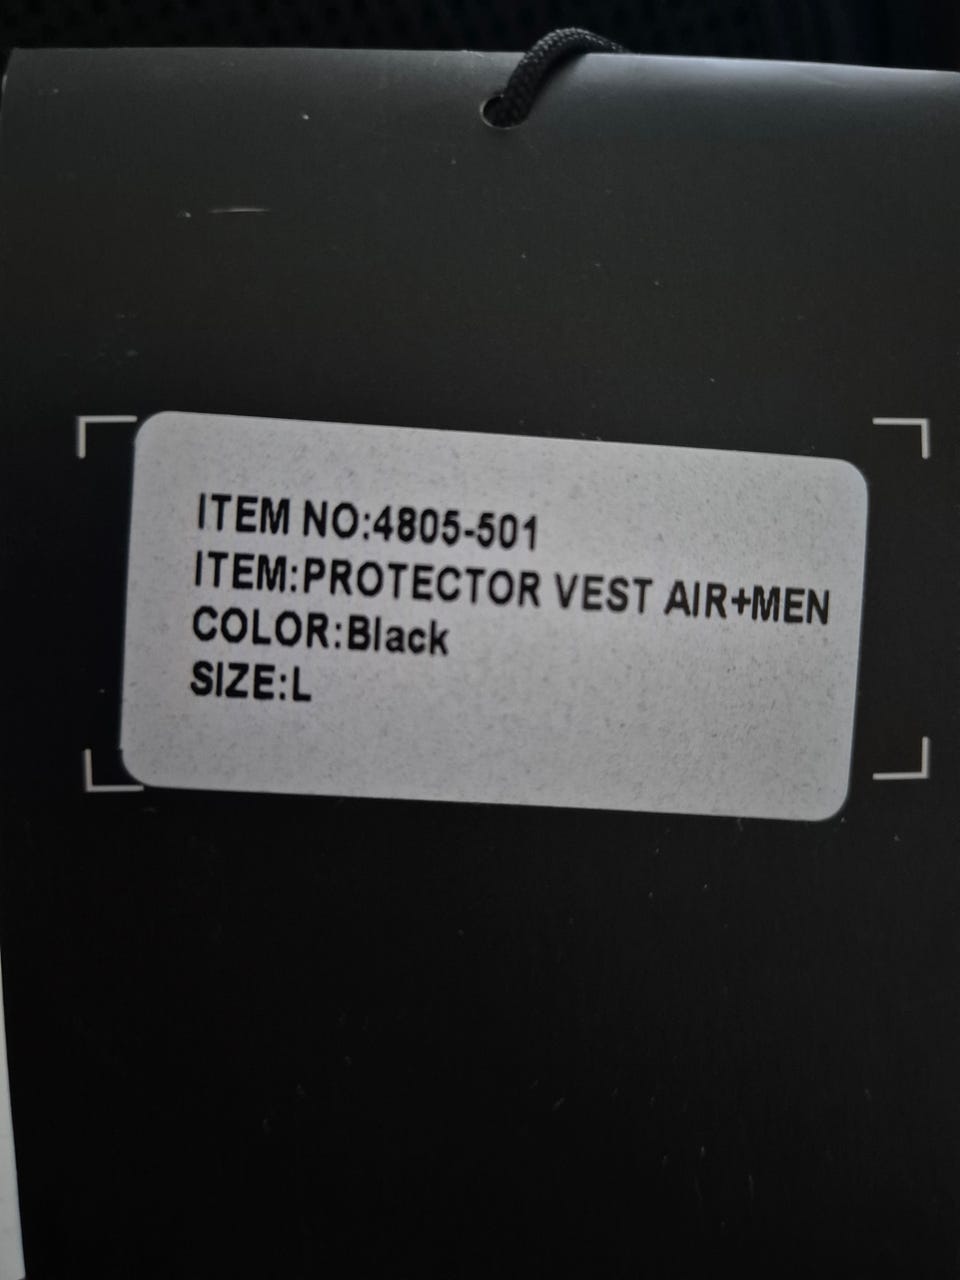 ITEM NO:4805-501
ITEM:PROTECTOR VEST AIR+MEN
COLOR:Black
SIZE:L